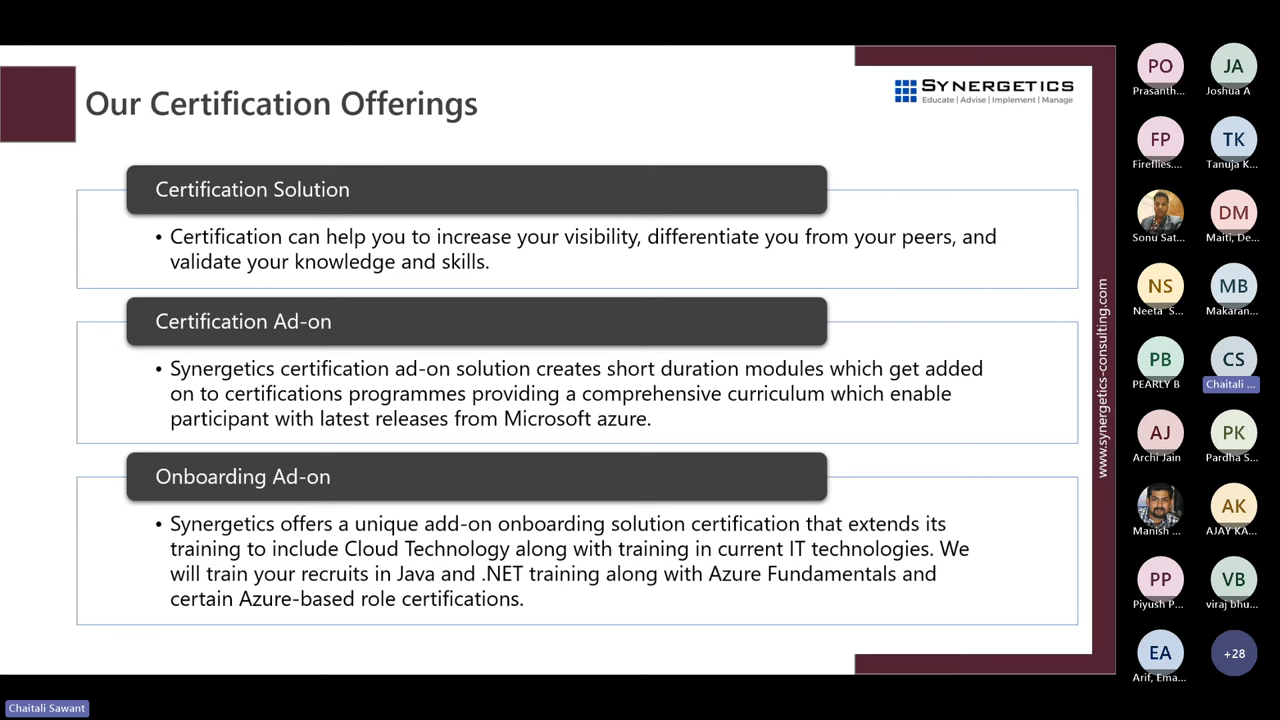 Our Certification Offerings
SYNERGETICS
Educate | Advise | Implement | Manage
Certification Solution
• Certification can help you to increase your visibility, differentiate you from your peers, and
validate your knowledge and skills.
Certification Ad-on
• Synergetics certification ad-on solution creates short duration modules which get added
on to certifications programmes providing a comprehensive curriculum which enable
participant with latest releases from Microsoft azure.
Onboarding Ad-on
• Synergetics offers a unique add-on onboarding solution certification that extends its
training to include Cloud Technology along with training in current IT technologies. We
will train your recruits in Java and .NET training along with Azure Fundamentals and
certain Azure-based role certifications.
www.synergetics-consulting.com
PO
JA
Prasanth...
Joshua A
FP
TK
Fireflies....
Tanuja K...
DM
Sonu Sat...
Maiti, De...
NS
MB
Neeta S...
Makaran...
PB
CS
PEARLY B
Chaitali ...
AJ
PK
Archi Jain
Pardha S...
AK
Manish ...
AJAY KA...
PP
VB
Piyush P...
viraj bhu...
EA
+28
Arif, Ema...
Chaitali Sawant